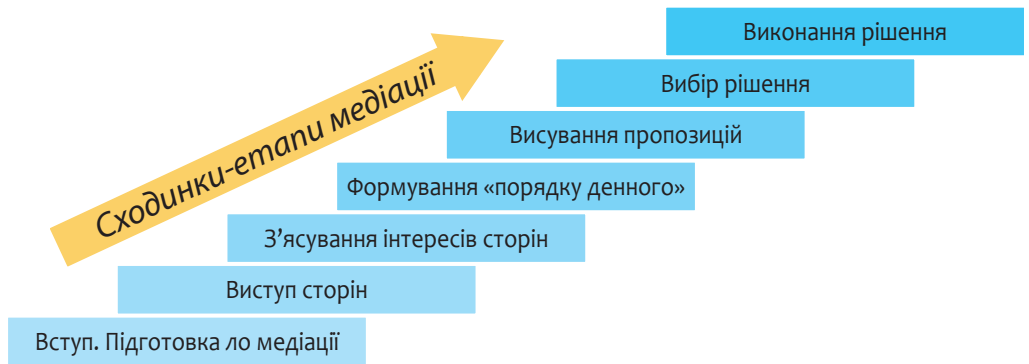 Виконання рішення
Вибір рішення
Висування пропозицій
Формування «порядку денного»
З’ясування інтересів сторін
Виступ сторін
Вступ. Підготовка ло медіації
Сходинки-етапи медіації